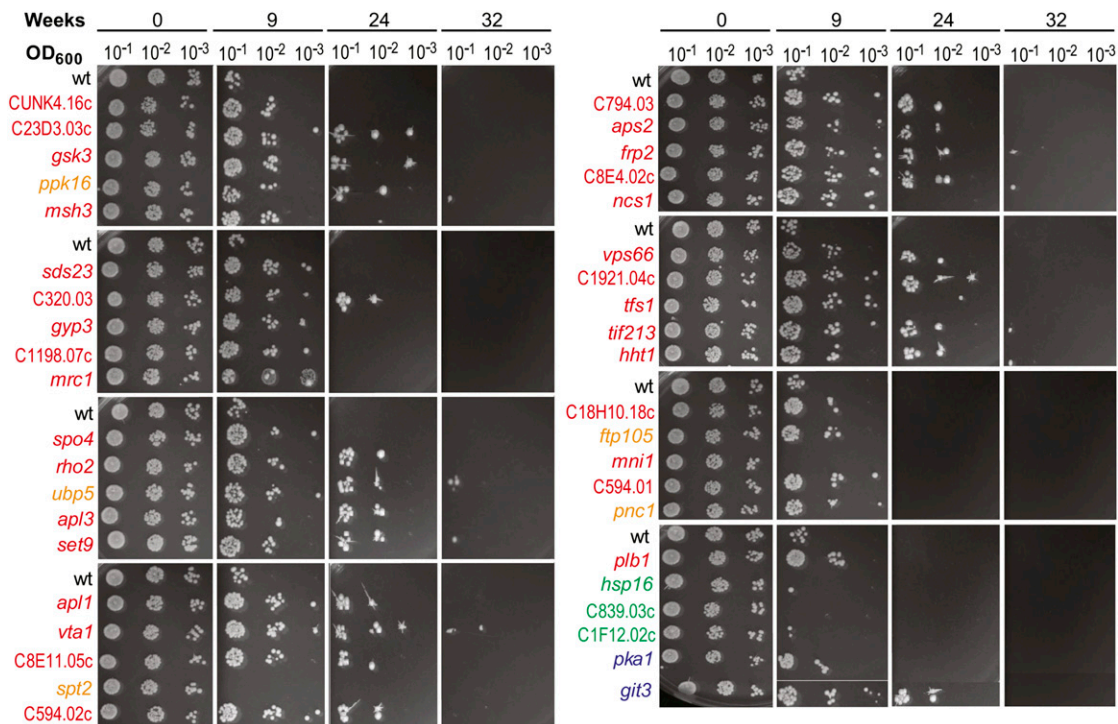 Weeks 0 9 24 32
OD600 10-1 10-2 10-3 10-1 10-2 10-3 10-1 10-2 10-3 10-1 10-2 10-3
wt
CUNK4.16c
C23D3.03c
gsk3
ppk16
msh3
wt
sds23
C320.03
gyp3
C1198.07c
mrc1
wt
spo4
rho2
ubp5
apl3
set9
wt
apl1
vta1
C8E11.05c
spt2
C594.02c
0 9 24 32
10-1 10-2 10-3 10-1 10-2 10-3 10-1 10-2 10-3 10-1 10-2 10-3
wt
C794.03
aps2
frp2
C8E4.02c
ncs1
wt
vps66
C1921.04c
tfs1
tif213
hht1
wt
C18H10.18c
ftp105
mni1
C594.01
pnc1
wt
plb1
hsp16
C839.03c
C1F12.02c
pka1
git3